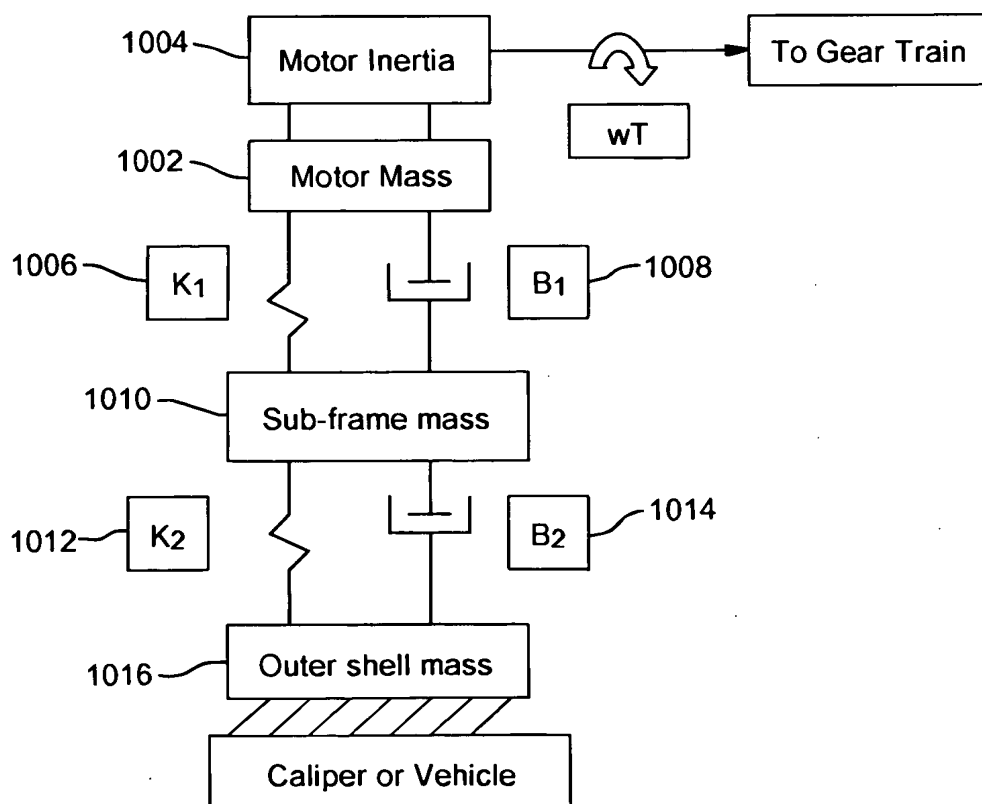 1004
Motor Inertia
To Gear Train
wT
1002
Motor Mass
1006
K1
B1
1008
1010
Sub-frame mass
1012
K2
B2
1014
1016
Outer shell mass
Caliper or Vehicle